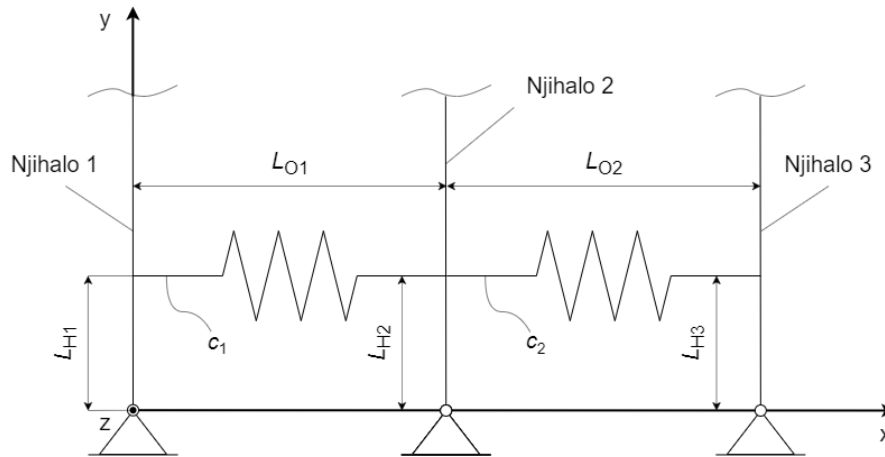 y
Njihalo 2
Njihalo 1
L_O1
L_O2
Njihalo 3
L_H1
c_1
L_H2
c_2
L_H3
z
x